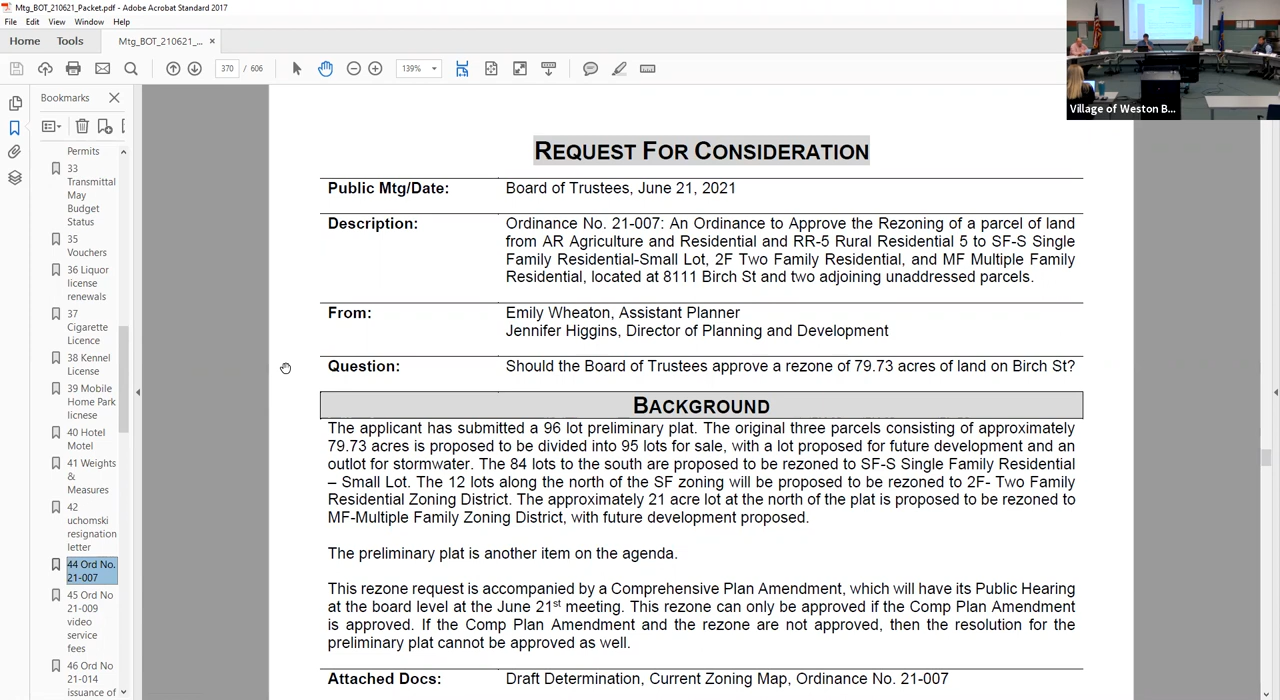 Mtg_BOT_210621_Packet.pdf - Adobe Acrobat Standard 2017
File Edit View Window Help
Home Tools Mtg_BOT_210621_... ×
370 / 606 139%
Bookmarks
Permits
33
Transmittal
May
Budget
Status
35
Vouchers
36 Liquor
license
renewals
37
Cigarette
Licence
38 Kennel
License
39 Mobile
Home Park
licnese
40 Hotel
Motel
41 Weights
&
Measures
42
uchomski
resignation
letter
44 Ord No.
21-007
45 Ord No
21-009
video
service
fees
46 Ord No
21-014
issuance of
Village of Weston B...
REQUEST FOR CONSIDERATION
Public Mtg/Date: Board of Trustees, June 21, 2021
Description: Ordinance No. 21-007: An Ordinance to Approve the Rezoning of a parcel of land
from AR Agriculture and Residential and RR-5 Rural Residential 5 to SF-S Single
Family Residential-Small Lot, 2F Two Family Residential, and MF Multiple Family
Residential, located at 8111 Birch St and two adjoining unaddressed parcels.
From: Emily Wheaton, Assistant Planner
Jennifer Higgins, Director of Planning and Development
Question: Should the Board of Trustees approve a rezone of 79.73 acres of land on Birch St?
BACKGROUND
The applicant has submitted a 96 lot preliminary plat. The original three parcels consisting of approximately
79.73 acres is proposed to be divided into 95 lots for sale, with a lot proposed for future development and an
outlot for stormwater. The 84 lots to the south are proposed to be rezoned to SF-S Single Family Residential
– Small Lot. The 12 lots along the north of the SF zoning will be proposed to be rezoned to 2F- Two Family
Residential Zoning District. The approximately 21 acre lot at the north of the plat is proposed to be rezoned to
MF-Multiple Family Zoning District, with future development proposed.
The preliminary plat is another item on the agenda.
This rezone request is accompanied by a Comprehensive Plan Amendment, which will have its Public Hearing
at the board level at the June 21st meeting. This rezone can only be approved if the Comp Plan Amendment
is approved. If the Comp Plan Amendment and the rezone are not approved, then the resolution for the
preliminary plat cannot be approved as well.
Attached Docs: Draft Determination, Current Zoning Map, Ordinance No. 21-007